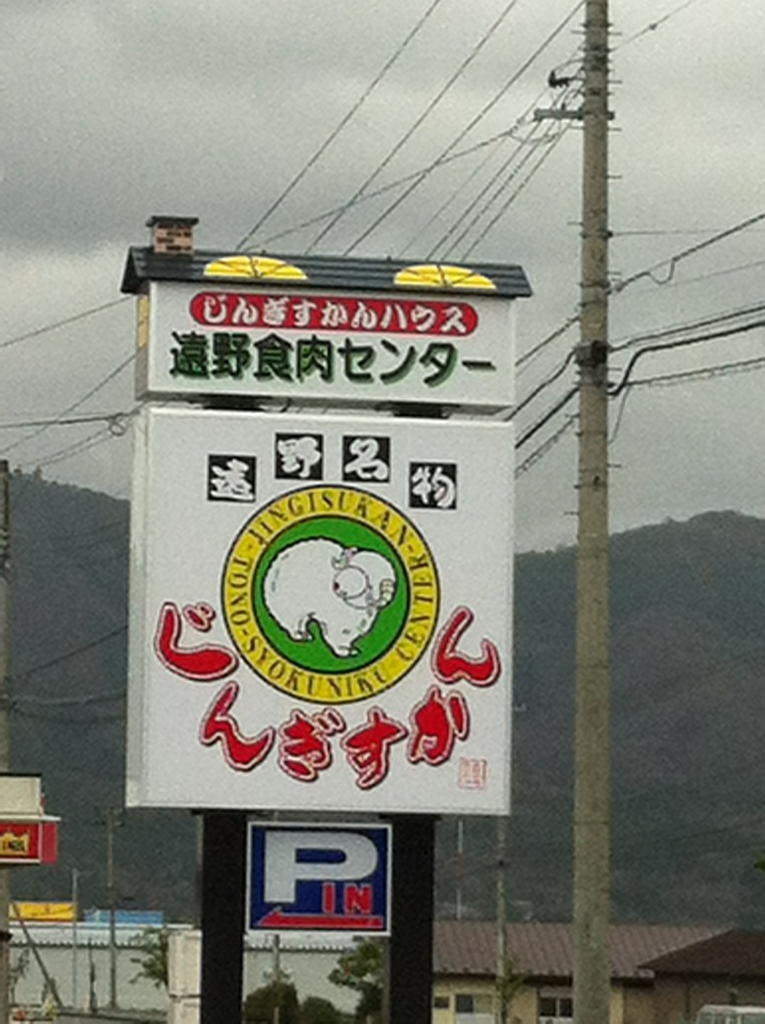 じんぎすかんハウス
遠野食肉センター
遠野名物
JINGISUKAN-TONO-SYOKUNIKU CENTER-
じんぎすかん
P
IN